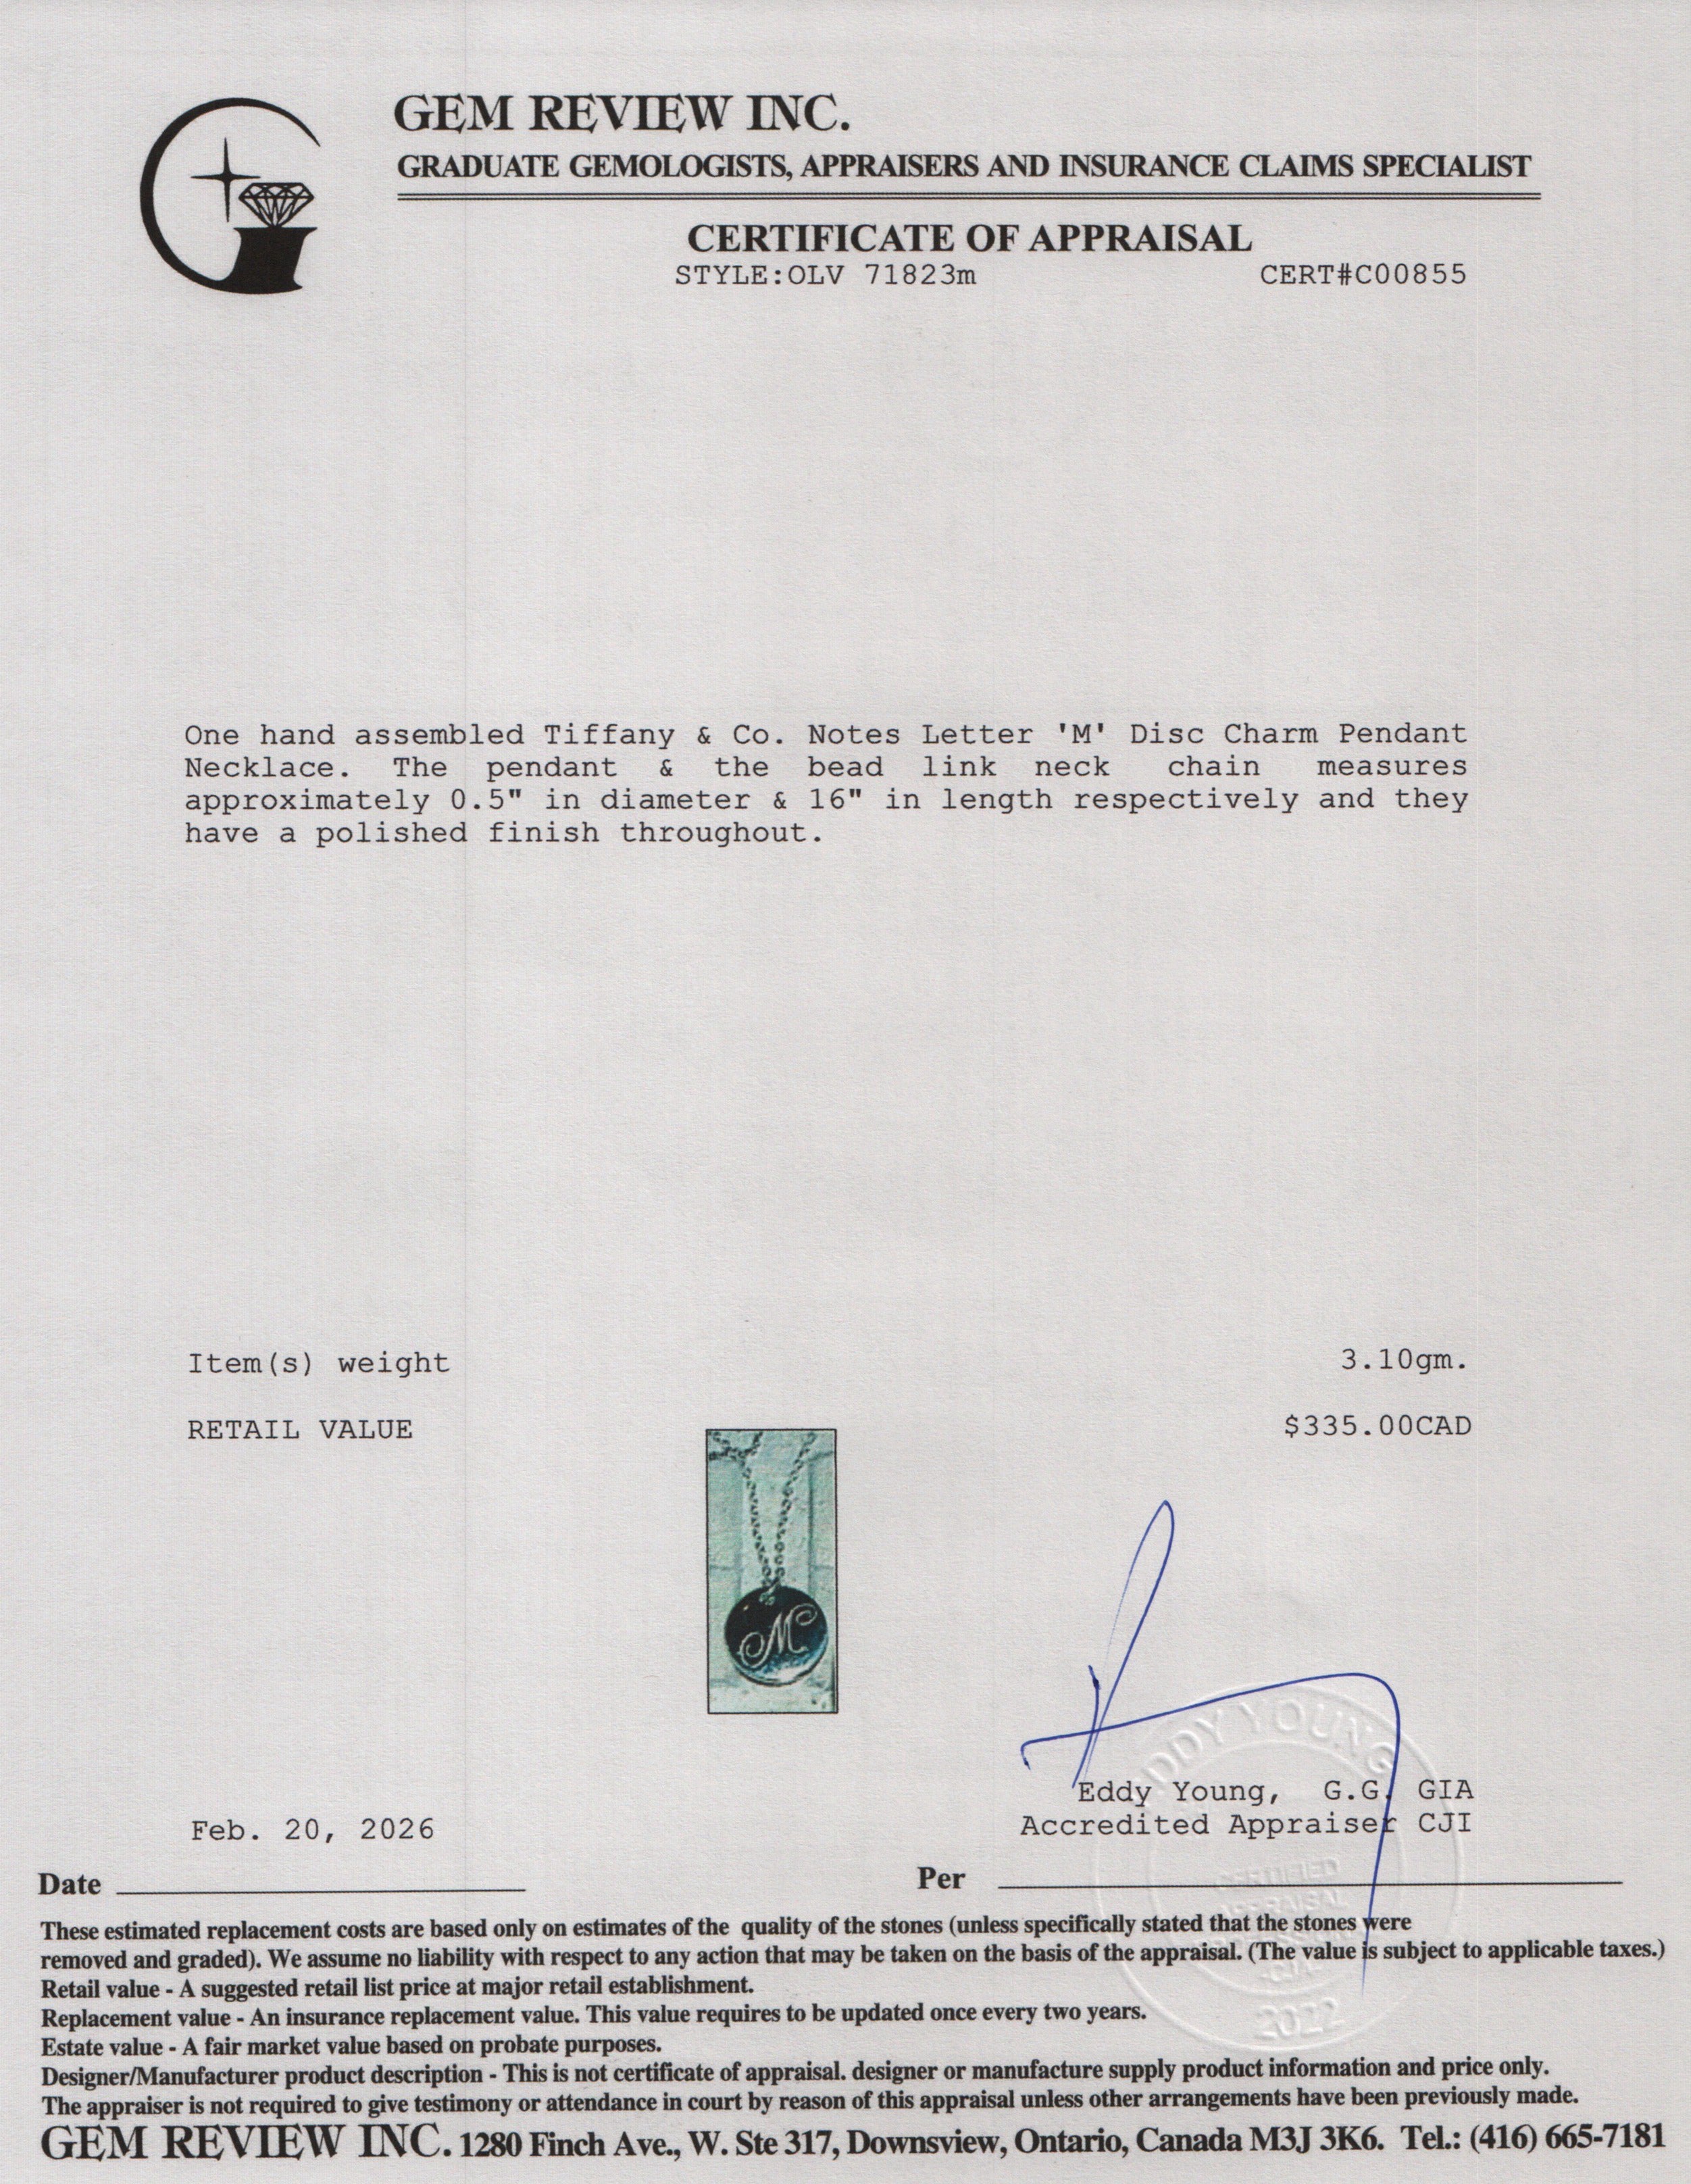 GEM REVIEW INC.
GRADUATE GEMOLOGISTS, APPRAISERS AND INSURANCE CLAIMS SPECIALIST
CERTIFICATE OF APPRAISAL
STYLE:OLV 71823m CERT#C00855
One hand assembled Tiffany & Co. Notes Letter 'M' Disc Charm Pendant
Necklace. The pendant & the bead link neck chain measures
approximately 0.5" in diameter & 16" in length respectively and they
have a polished finish throughout.
Item(s) weight 3.10gm.
RETAIL VALUE $335.00CAD
M
EDDY YOUNG
Eddy Young, G.G. GIA
Accredited Appraiser CJI
Feb. 20, 2026
Date
Per
CERTIFIED
APPRAISAL
2022
These estimated replacement costs are based only on estimates of the quality of the stones (unless specifically stated that the stones were
removed and graded). We assume no liability with respect to any action that may be taken on the basis of the appraisal. (The value is subject to applicable taxes.)
Retail value - A suggested retail list price at major retail establishment.
Replacement value - An insurance replacement value. This value requires to be updated once every two years.
Estate value - A fair market value based on probate purposes.
Designer/Manufacturer product description - This is not certificate of appraisal. designer or manufacture supply product information and price only.
The appraiser is not required to give testimony or attendance in court by reason of this appraisal unless other arrangements have been previously made.
GEM REVIEW INC. 1280 Finch Ave., W. Ste 317, Downsview, Ontario, Canada M3J 3K6. Tel.: (416) 665-7181